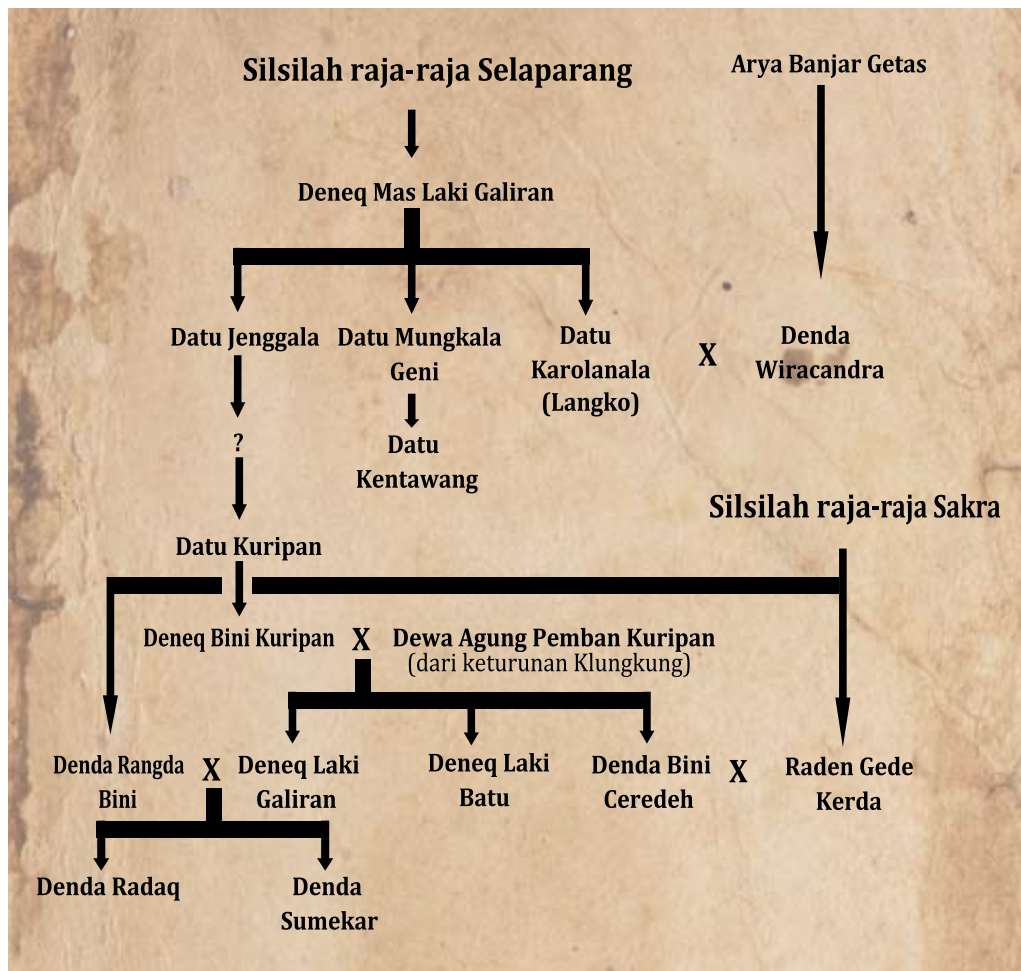 Silsilah raja-raja Selaparang
Arya Banjar Getas
Deneq Mas Laki Galiran
Datu Jenggala
Datu Mungkala
Geni
Datu
Karolanala
(Langko)
X
Denda
Wiracandra
?
Datu
Kentawang
Silsilah raja-raja Sakra
Datu Kuripan
Deneq Bini Kuripan
X
Dewa Agung Pemban Kuripan
(dari keturunan Klungkung)
Denda Rangda
Bini
X
Deneq Laki
Galiran
Deneq Laki
Batu
Denda Bini
Ceredeh
X
Raden Gede
Kerda
Denda Radaq
Denda
Sumekar